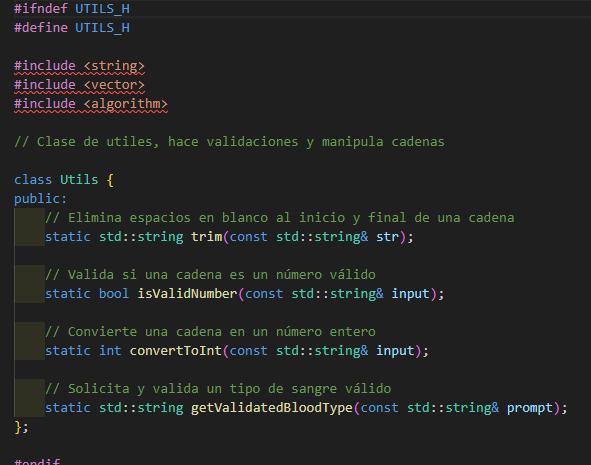 #ifndef UTILS_H
#define UTILS_H
#include <string>
#include <vector>
#include <algorithm>
// Clase de utiles, hace validaciones y manipula cadenas
class Utils {
public:
// Elimina espacios en blanco al inicio y final de una cadena
static std::string trim(const std::string& str);
// Valida si una cadena es un número válido
static bool isValidNumber(const std::string& input);
// Convierte una cadena en un número entero
static int convertToInt(const std::string& input);
// Solicita y valida un tipo de sangre válido
static std::string getValidatedBloodType(const std::string& prompt);
};
#endif